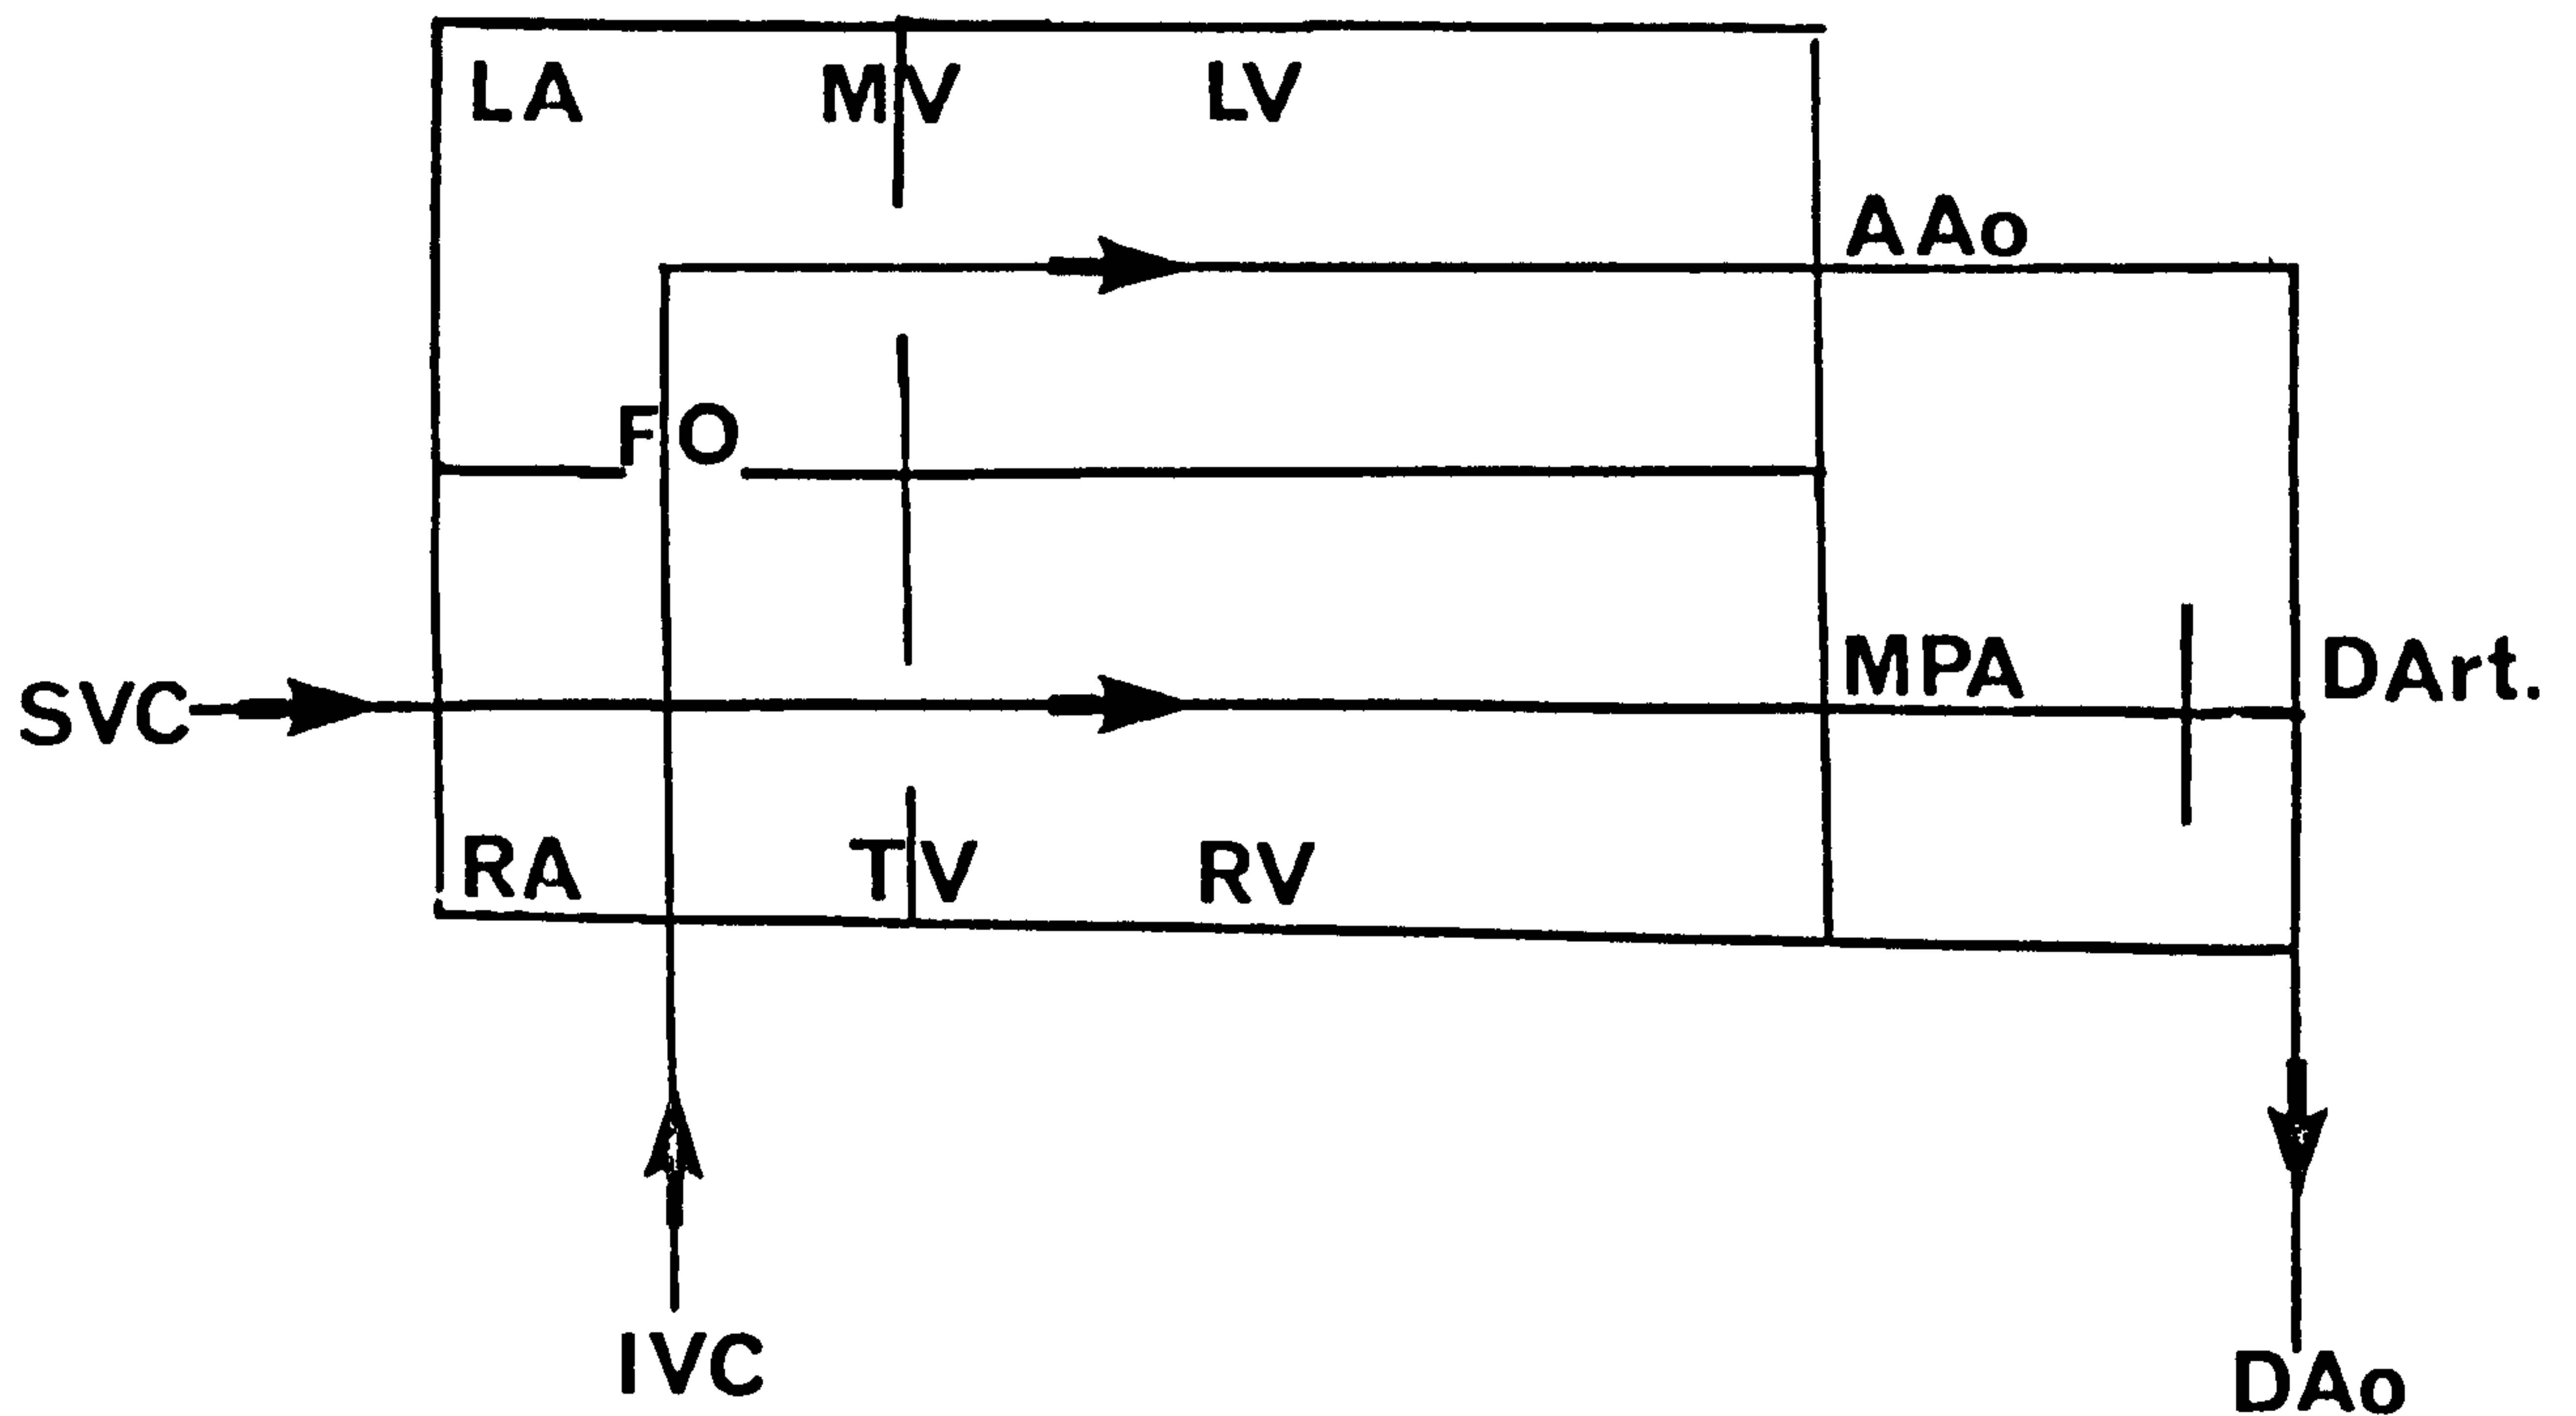 LA MV LV
AAo
FO
SVC MPA DArt.
RA TV RV
IVC DAo